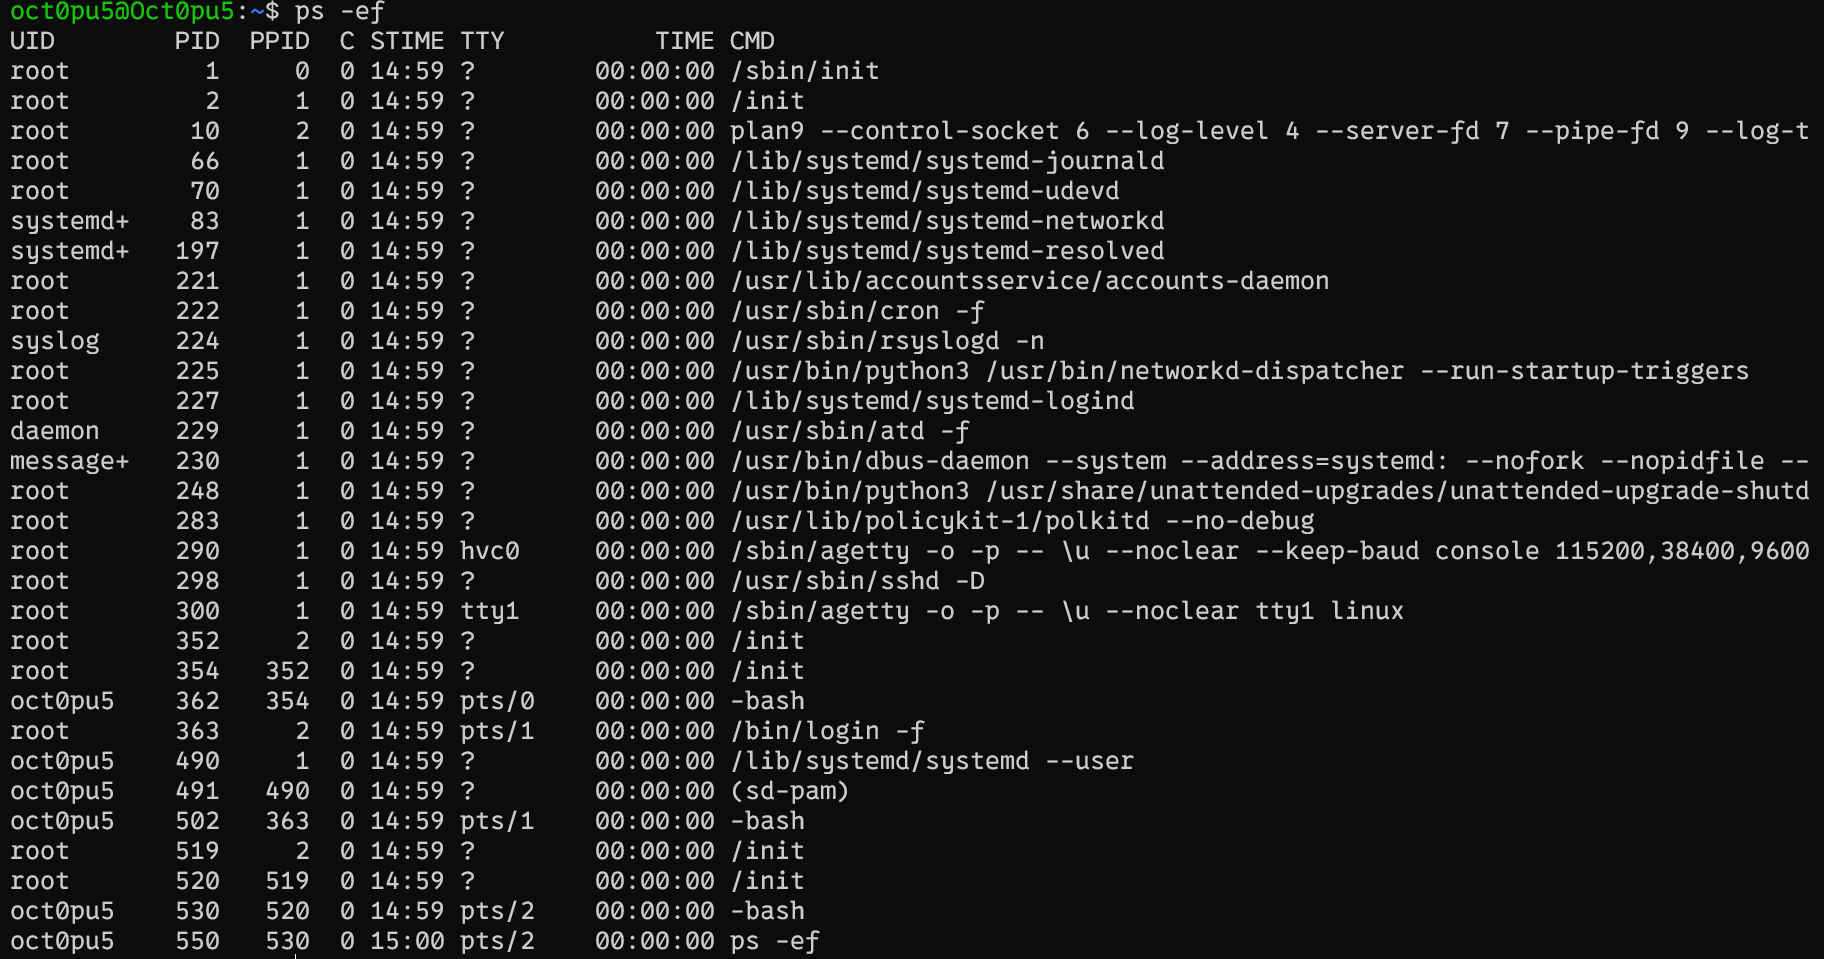 oct0pu5@Oct0pu5:~$ ps -ef
UID          PID  PPID  C STIME TTY          TIME CMD
root           1     0  0 14:59 ?        00:00:00 /sbin/init
root           2     1  0 14:59 ?        00:00:00 /init
root          10     2  0 14:59 ?        00:00:00 plan9 --control-socket 6 --log-level 4 --server-fd 7 --pipe-fd 9 --log-t
root          66     1  0 14:59 ?        00:00:00 /lib/systemd/systemd-journald
root          70     1  0 14:59 ?        00:00:00 /lib/systemd/systemd-udevd
systemd+      83     1  0 14:59 ?        00:00:00 /lib/systemd/systemd-networkd
systemd+     197     1  0 14:59 ?        00:00:00 /lib/systemd/systemd-resolved
root         221     1  0 14:59 ?        00:00:00 /usr/lib/accountsservice/accounts-daemon
root         222     1  0 14:59 ?        00:00:00 /usr/sbin/cron -f
syslog       224     1  0 14:59 ?        00:00:00 /usr/sbin/rsyslogd -n
root         225     1  0 14:59 ?        00:00:00 /usr/bin/python3 /usr/bin/networkd-dispatcher --run-startup-triggers
root         227     1  0 14:59 ?        00:00:00 /lib/systemd/systemd-logind
daemon       229     1  0 14:59 ?        00:00:00 /usr/sbin/atd -f
message+     230     1  0 14:59 ?        00:00:00 /usr/bin/dbus-daemon --system --address=systemd: --nofork --nopidfile --
root         248     1  0 14:59 ?        00:00:00 /usr/bin/python3 /usr/share/unattended-upgrades/unattended-upgrade-shutd
root         283     1  0 14:59 ?        00:00:00 /usr/lib/policykit-1/polkitd --no-debug
root         290     1  0 14:59 hvc0     00:00:00 /sbin/agetty -o -p -- \u --noclear --keep-baud console 115200,38400,9600
root         298     1  0 14:59 ?        00:00:00 /usr/sbin/sshd -D
root         300     1  0 14:59 tty1     00:00:00 /sbin/agetty -o -p -- \u --noclear tty1 linux
root         352     2  0 14:59 ?        00:00:00 /init
root         354   352  0 14:59 ?        00:00:00 /init
oct0pu5      362   354  0 14:59 pts/0    00:00:00 -bash
root         363     2  0 14:59 pts/1    00:00:00 /bin/login -f
oct0pu5      490     1  0 14:59 ?        00:00:00 /lib/systemd/systemd --user
oct0pu5      491   490  0 14:59 ?        00:00:00 (sd-pam)
oct0pu5      502   363  0 14:59 pts/1    00:00:00 -bash
root         519     2  0 14:59 ?        00:00:00 /init
root         520   519  0 14:59 ?        00:00:00 /init
oct0pu5      530   520  0 14:59 pts/2    00:00:00 -bash
oct0pu5      550   530  0 15:00 pts/2    00:00:00 ps -ef